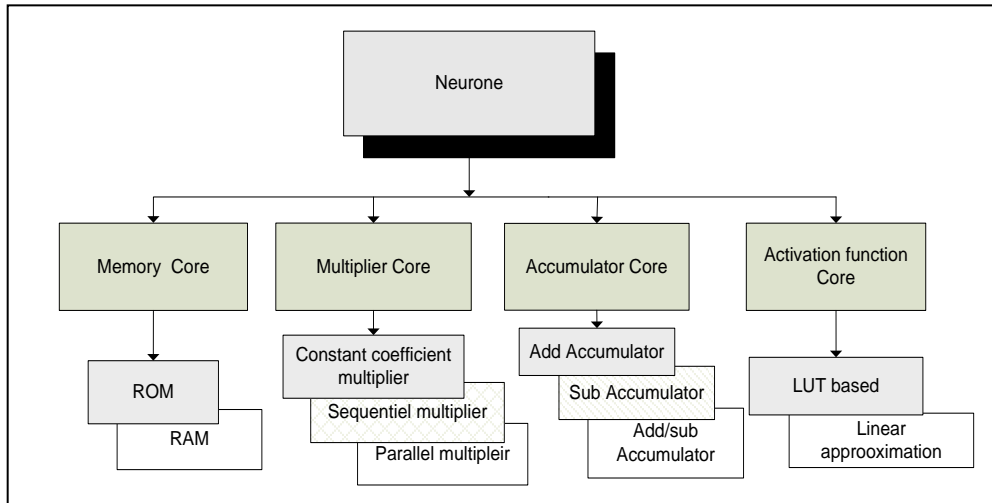 Neurone
Memory Core
Multiplier Core
Accumulator Core
Activation function
Core
ROM
RAM
Constant coefficient
multiplier
Sequentiel multiplier
Parallel multipleir
Add Accumulator
Sub Accumulator
Add/sub
Accumulator
LUT based
Linear
approoximation